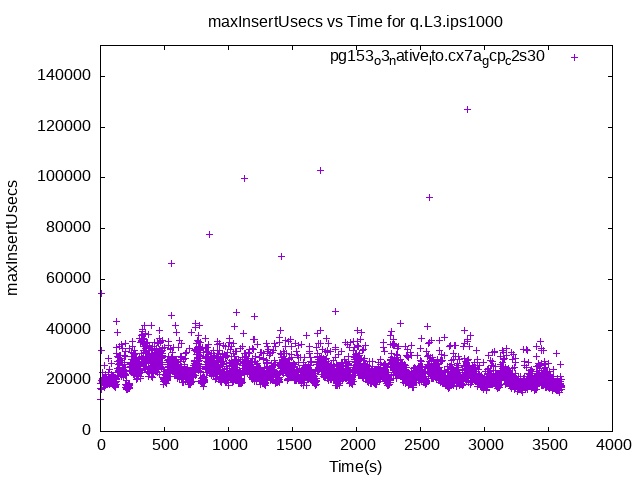 maxInsertUsecs vs Time for q.L3.ips1000
pg153ₒ3ₙativeₗto.cx7a_gcp_c2s30
140000
120000
100000
80000
60000
40000
20000
0
maxInsertUsecs
0 500 1000 1500 2000 2500 3000 3500 4000
Time(s)